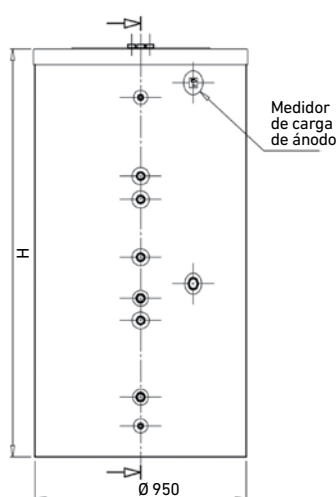 Medidor
de carga
de ánodo
H
Ø 950